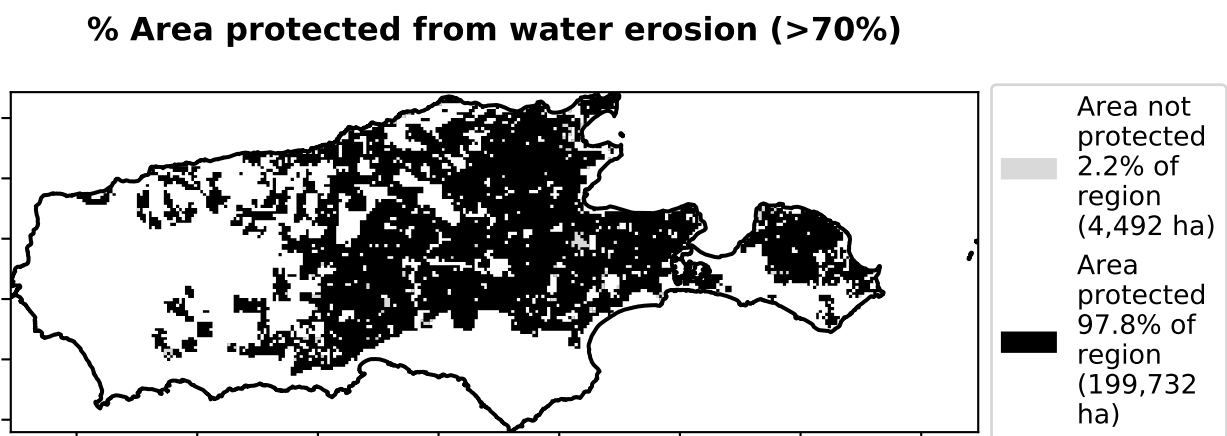 % Area protected from water erosion (>70%)
Area not
protected
2.2% of
region
(4,492 ha)
Area
protected
97.8% of
region
(199,732
ha)